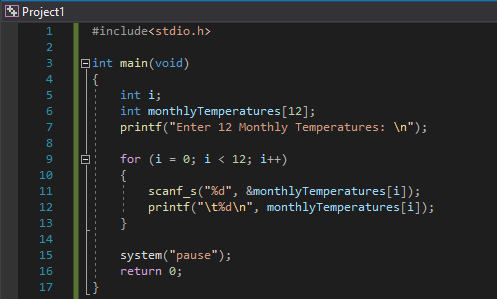 Project1
1 #include<stdio.h>
2
3 int main(void)
4 {
5     int i;
6     int monthlyTemperatures[12];
7     printf("Enter 12 Monthly Temperatures: \n");
8
9     for (i = 0; i < 12; i++)
10     {
11         scanf_s("%d", &monthlyTemperatures[i]);
12         printf("\t%d\n", monthlyTemperatures[i]);
13     }
14
15     system("pause");
16     return 0;
17 }